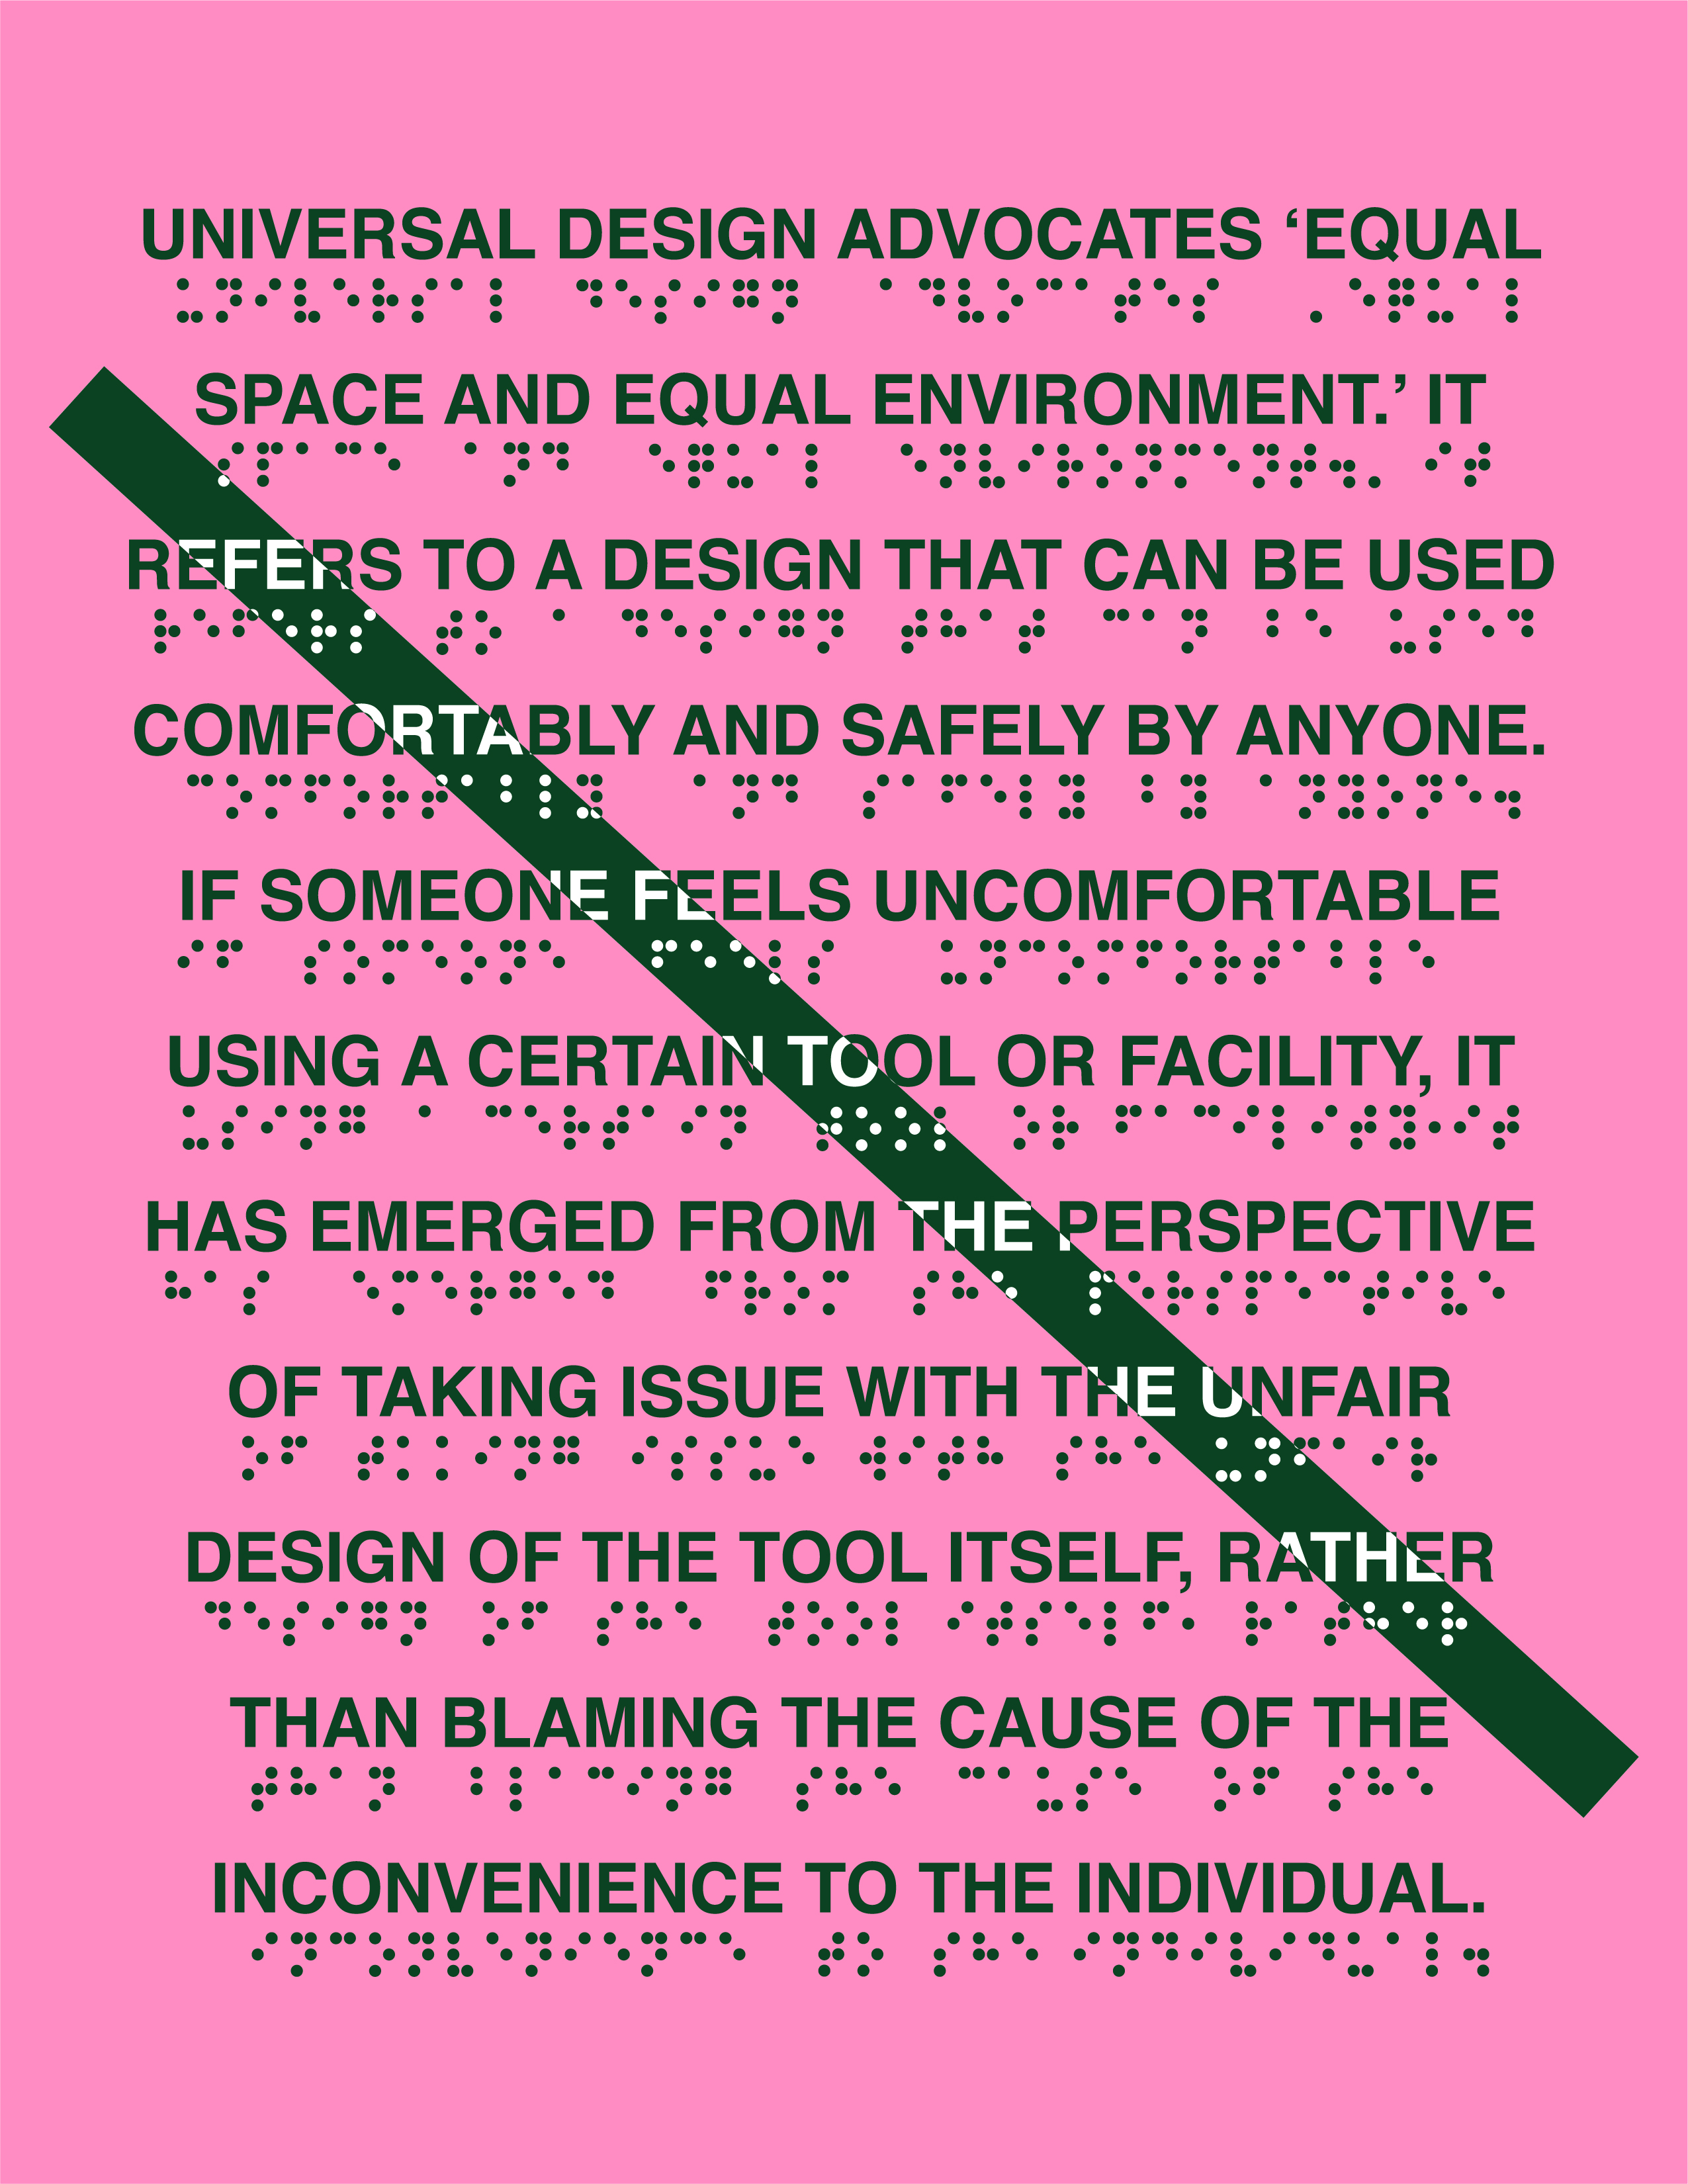 UNIVERSAL DESIGN ADVOCATES ‘EQUAL
⠥⠝⠊⠧⠑⠗⠎⠁⠇ ⠙⠑⠎⠊⠛⠝ ⠁⠙⠧⠕⠉⠁⠞⠑⠎ ⠠⠑⠟⠥⠁⠇
SPACE AND EQUAL ENVIRONMENT.’ IT
⠎⠏⠁⠉⠑ ⠁⠝⠙ ⠑⠟⠥⠁⠇ ⠑⠝⠧⠊⠗⠕⠝⠍⠑⠝⠞⠲⠄ ⠊⠞
REFERS TO A DESIGN THAT CAN BE USED
⠗⠑⠋⠑⠗⠎ ⠞⠕ ⠁ ⠙⠑⠎⠊⠛⠝ ⠞⠓⠁⠞ ⠉⠁⠝ ⠃⠑ ⠥⠎⠑⠙
COMFORTABLY AND SAFELY BY ANYONE.
⠉⠕⠍⠋⠕⠗⠞⠁⠃⠇⠽ ⠁⠝⠙ ⠎⠁⠋⠑⠇⠽ ⠃⠽ ⠁⠝⠽⠕⠝⠑⠲
IF SOMEONE FEELS UNCOMFORTABLE
⠊⠋ ⠎⠕⠍⠑⠕⠝⠑ ⠋⠑⠑⠇⠎ ⠥⠝⠉⠕⠍⠋⠕⠗⠞⠁⠃⠇⠑
USING A CERTAIN TOOL OR FACILITY, IT
⠥⠎⠊⠝⠛ ⠁ ⠉⠑⠗⠞⠁⠊⠝ ⠞⠕⠕⠇ ⠕⠗ ⠋⠁⠉⠊⠇⠊⠞⠽⠂ ⠊⠞
HAS EMERGED FROM THE PERSPECTIVE
⠓⠁⠎ ⠑⠍⠑⠗⠛⠑⠙ ⠋⠗⠕⠍ ⠞⠓⠑ ⠏⠑⠗⠎⠏⠑⠉⠞⠊⠧⠑
OF TAKING ISSUE WITH THE UNFAIR
⠕⠋ ⠞⠁⠅⠊⠝⠛ ⠊⠎⠎⠥⠑ ⠺⠊⠞⠓ ⠞⠓⠑ ⠥⠝⠋⠁⠊⠗
DESIGN OF THE TOOL ITSELF, RATHER
⠙⠑⠎⠊⠛⠝ ⠕⠋ ⠞⠓⠑ ⠞⠕⠕⠇ ⠊⠞⠎⠑⠇⠋⠂ ⠗⠁⠞⠓⠑⠗
THAN BLAMING THE CAUSE OF THE
⠞⠓⠁⠝ ⠃⠇⠁⠍⠊⠝⠛ ⠞⠓⠑ ⠉⠁⠥⠎⠑ ⠕⠋ ⠞⠓⠑
INCONVENIENCE TO THE INDIVIDUAL.
⠊⠝⠉⠕⠝⠧⠑⠝⠊⠑⠝⠉⠑ ⠞⠕ ⠞⠓⠑ ⠊⠝⠙⠊⠧⠊⠙⠥⠁⠇⠲